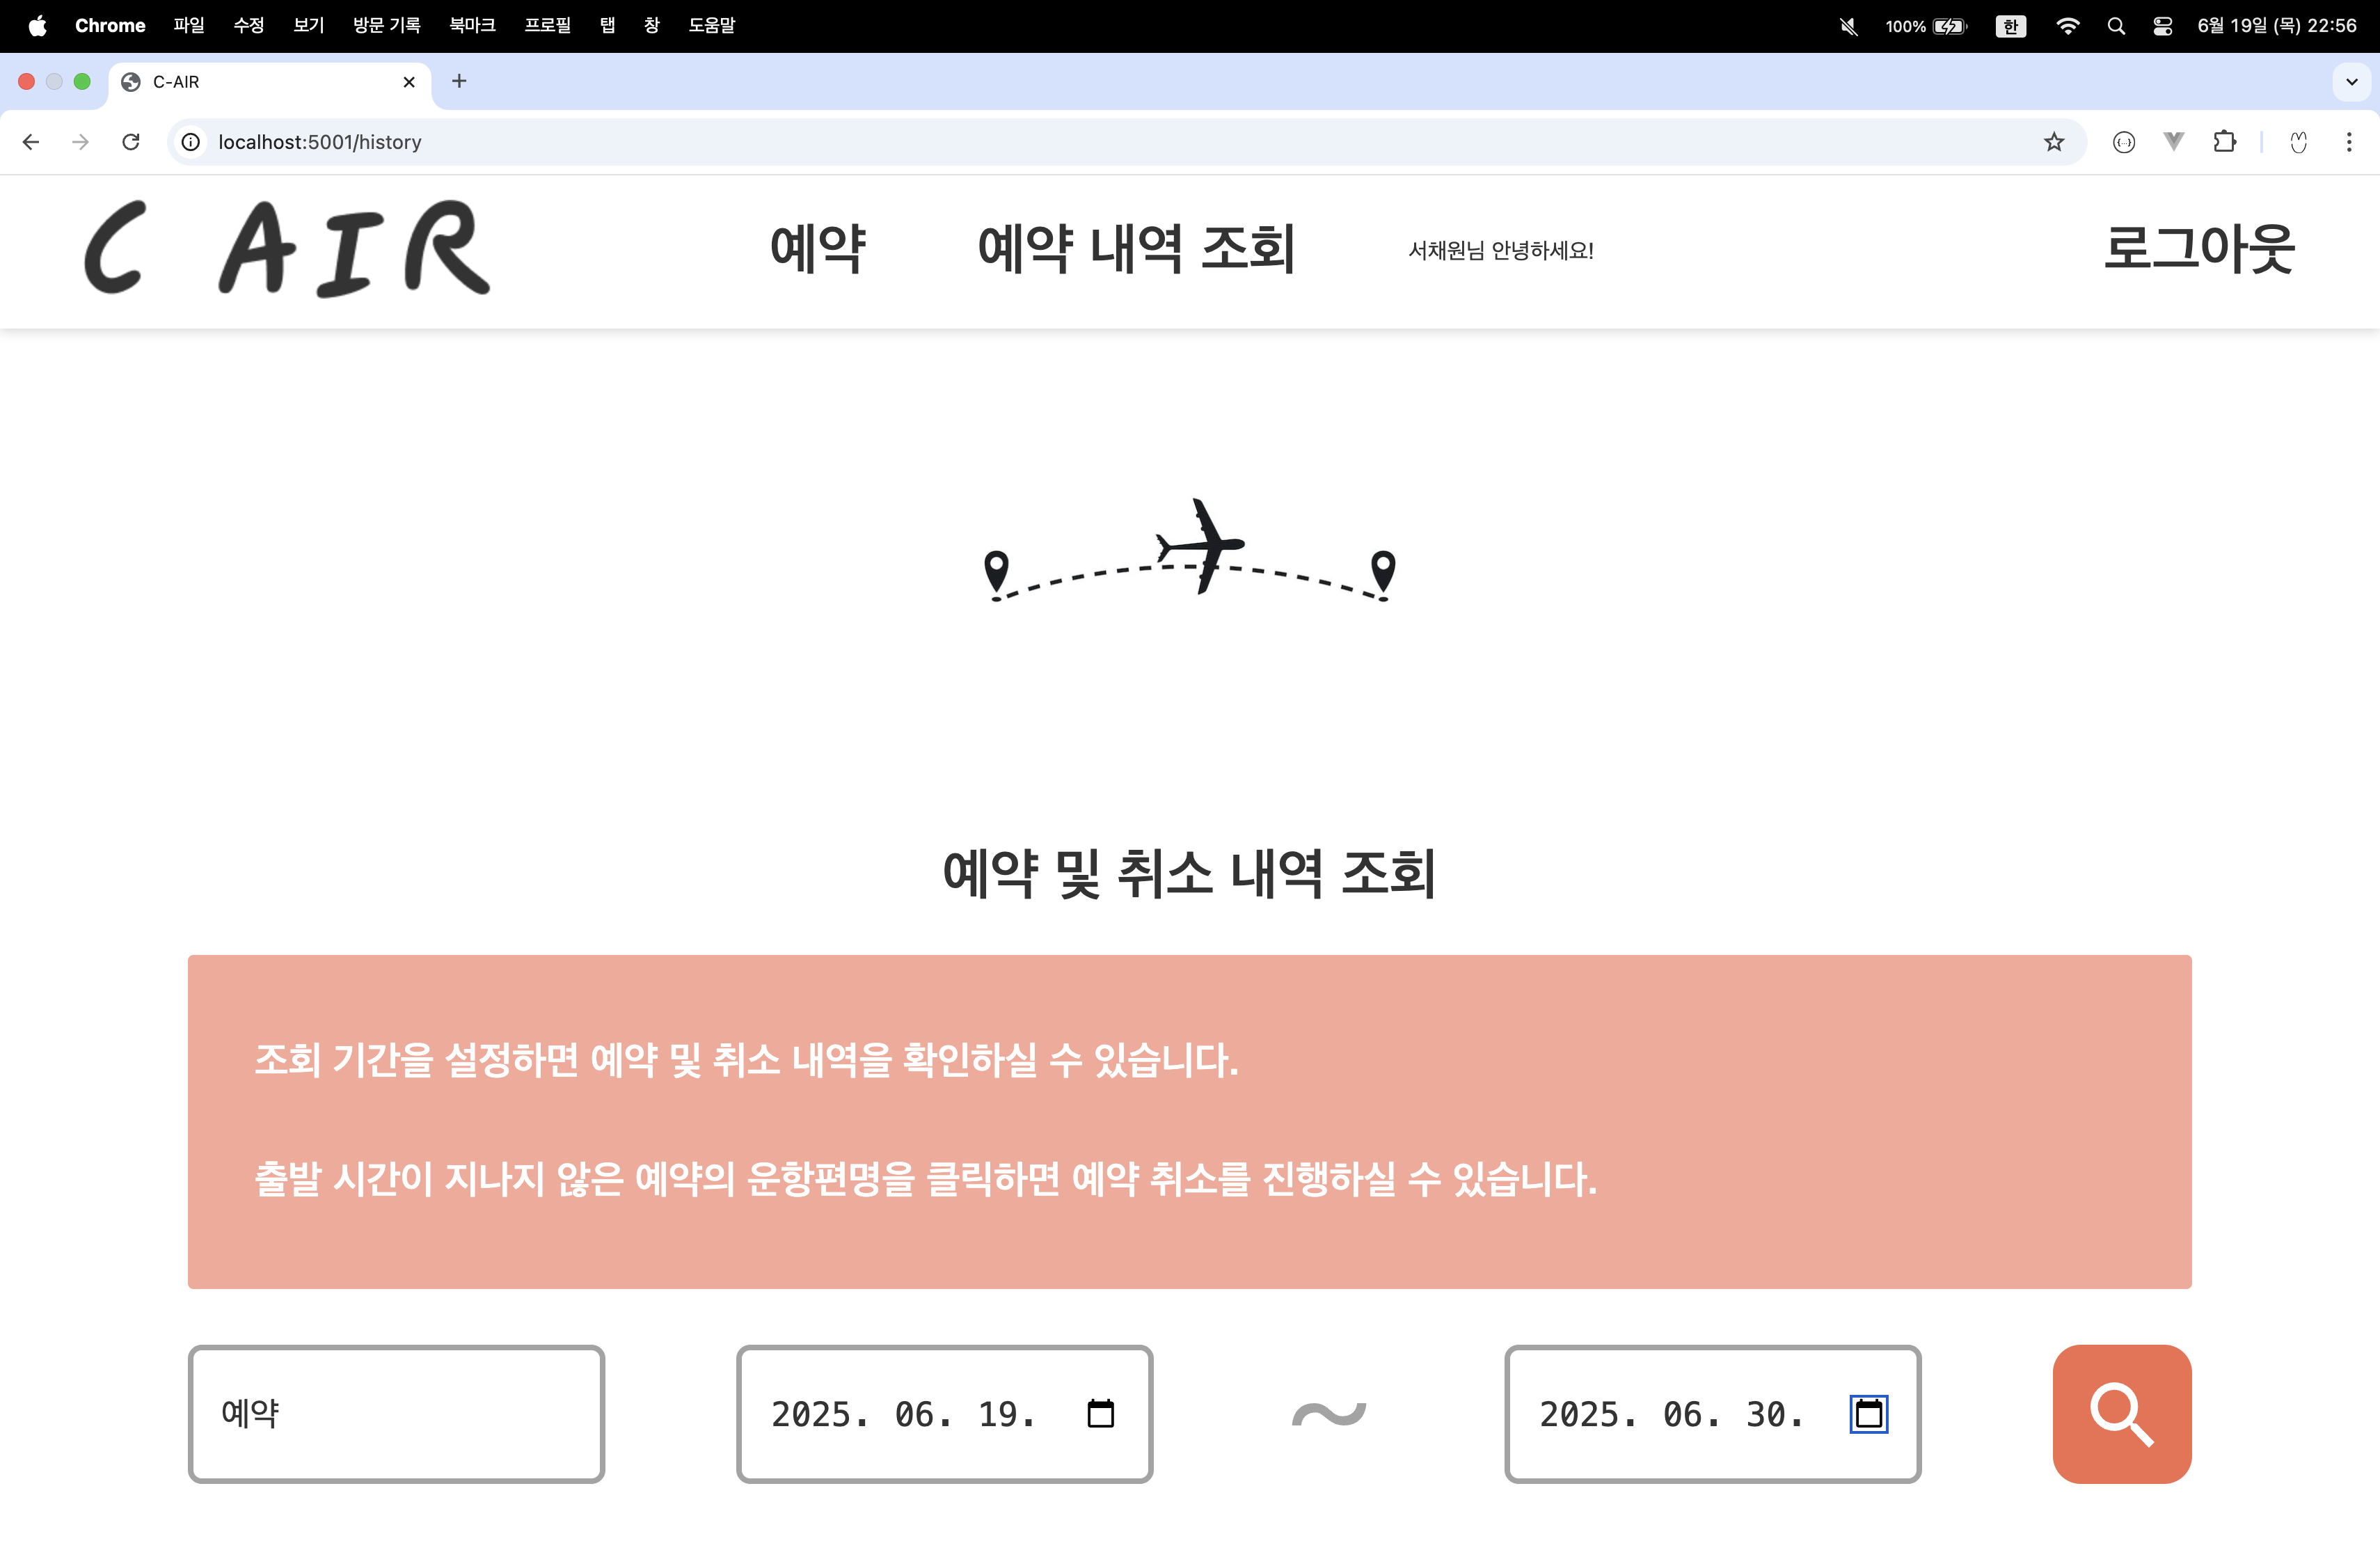 Chrome 파일 수정 보기 방문 기록 북마크 프로필 탭 창 도움말 100% 한 6월 19일 (목) 22:56
C-AIR
localhost:5001/history
C AIR 예약 예약 내역 조회 서채원님 안녕하세요! 로그아웃
예약 및 취소 내역 조회
조회 기간을 설정하면 예약 및 취소 내역을 확인하실 수 있습니다.
출발 시간이 지나지 않은 예약의 운항편명을 클릭하면 예약 취소를 진행하실 수 있습니다.
예약 2025. 06. 19. ~ 2025. 06. 30.